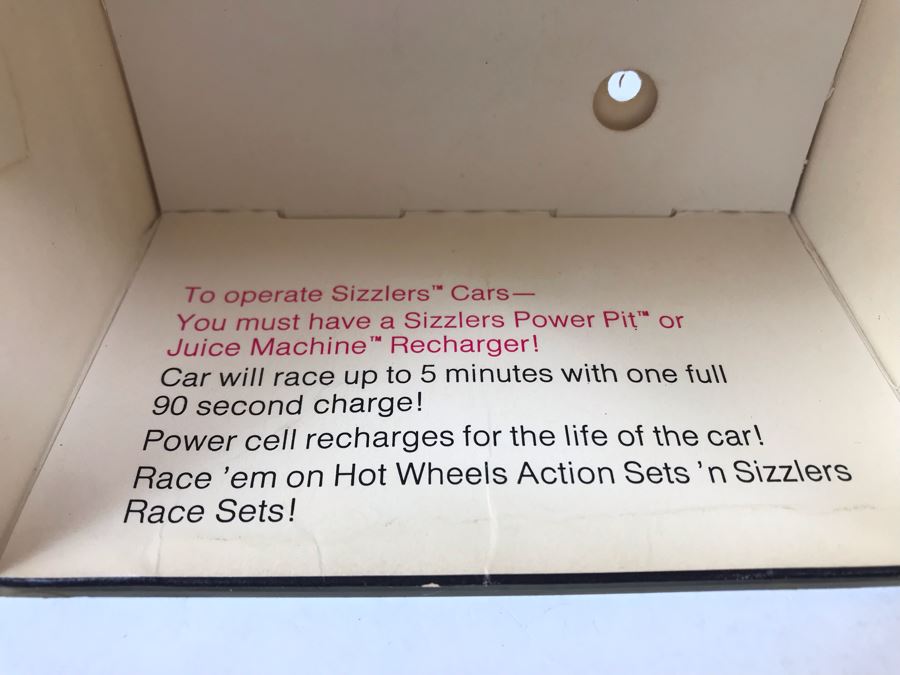 To operate Sizzlers™ Cars—
You must have a Sizzlers Power Pit™ or
Juice Machine™ Recharger!
Car will race up to 5 minutes with one full
90 second charge!
Power cell recharges for the life of the car!
Race 'em on Hot Wheels Action Sets 'n Sizzlers
Race Sets!